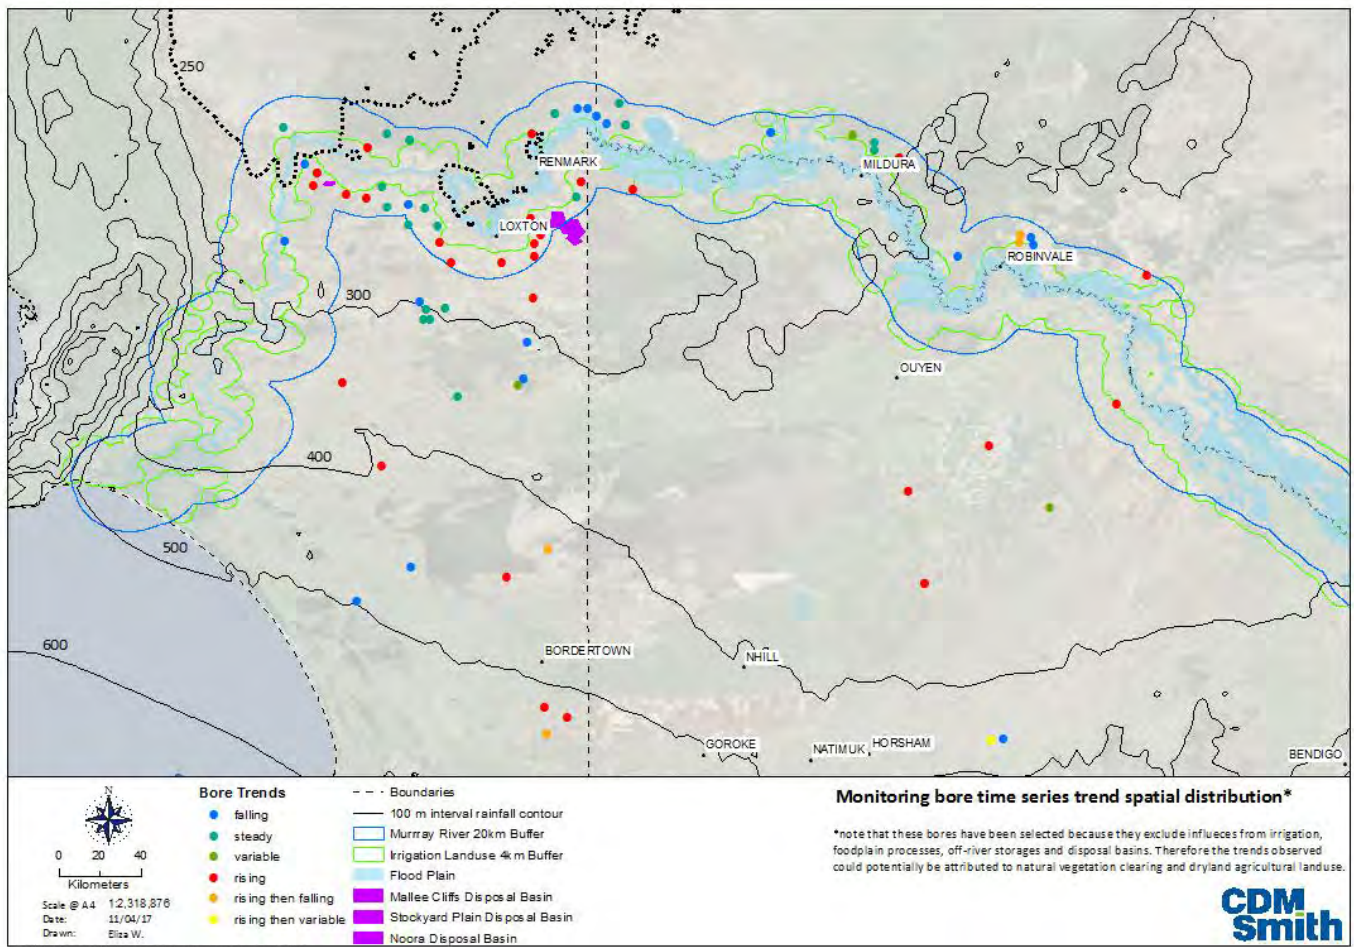 250
RENMARK
MILDURA
LOXTON
ROBINVALE
300
OUYEN
400
500
600
BORDERTOWN
NHILL
GOROKE
NATIMUK
HORSHAM
BENDIGO
N
0 20 40
Kilometers
Scale @ A4 1:2,318,876
Date: 11/04/17
Drawn: Eliza W.
Bore Trends
falling
steady
variable
rising
rising then falling
rising then variable
Boundaries
100 m interval rainfall contour
Murrray River 20km Buffer
Irrigation Landuse 4km Buffer
Flood Plain
Mallee Cliffs Disposal Basin
Stockyard Plain Disposal Basin
Noora Disposal Basin
Monitoring bore time series trend spatial distribution*
*note that these bores have been selected because they exclude influeces from irrigation,
foodplain processes, off-river storages and disposal basins. Therefore the trends observed
could potentially be attributed to natural vegetation clearing and dryland agricultural landuse.
CDM
Smith